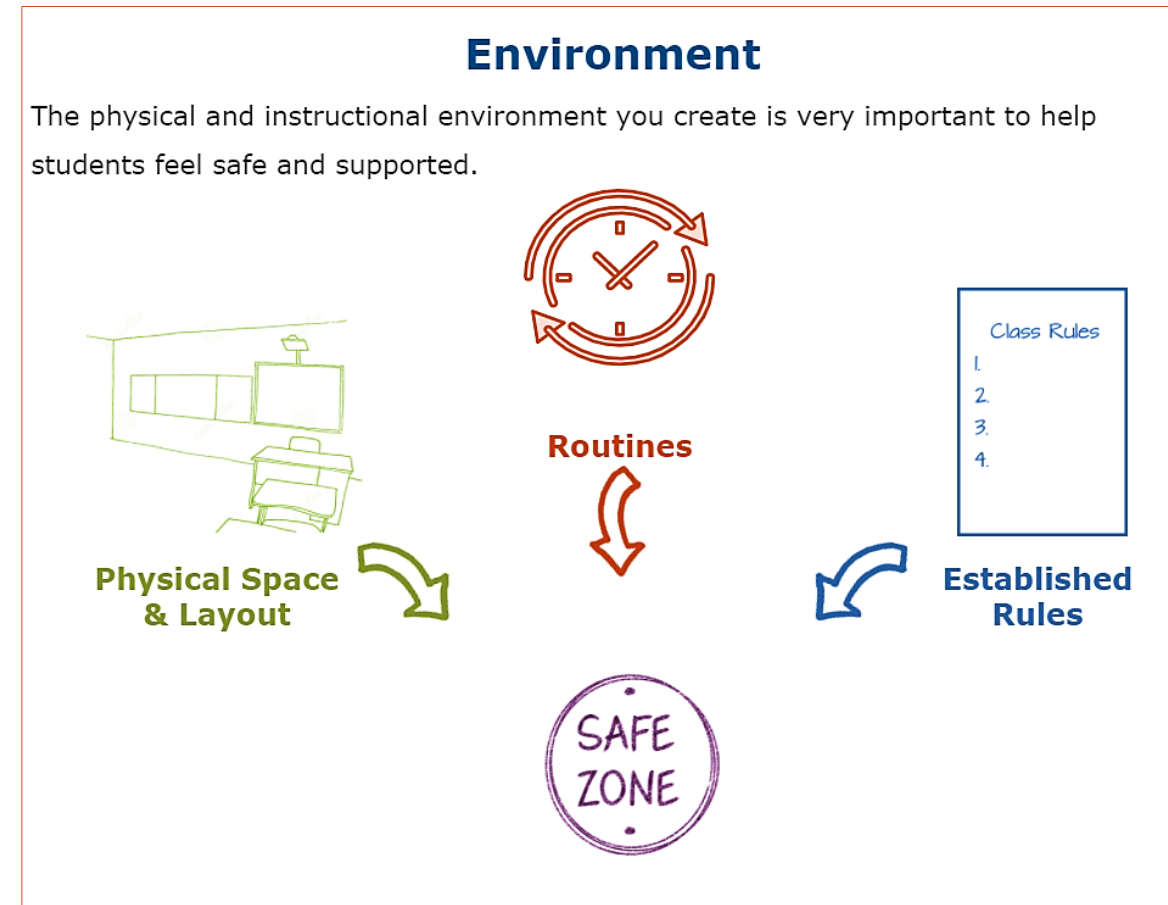 Environment
The physical and instructional environment you create is very important to help
students feel safe and supported.
Routines
Class Rules
1.
2.
3.
4.
Physical Space
& Layout
Established
Rules
SAFE
ZONE